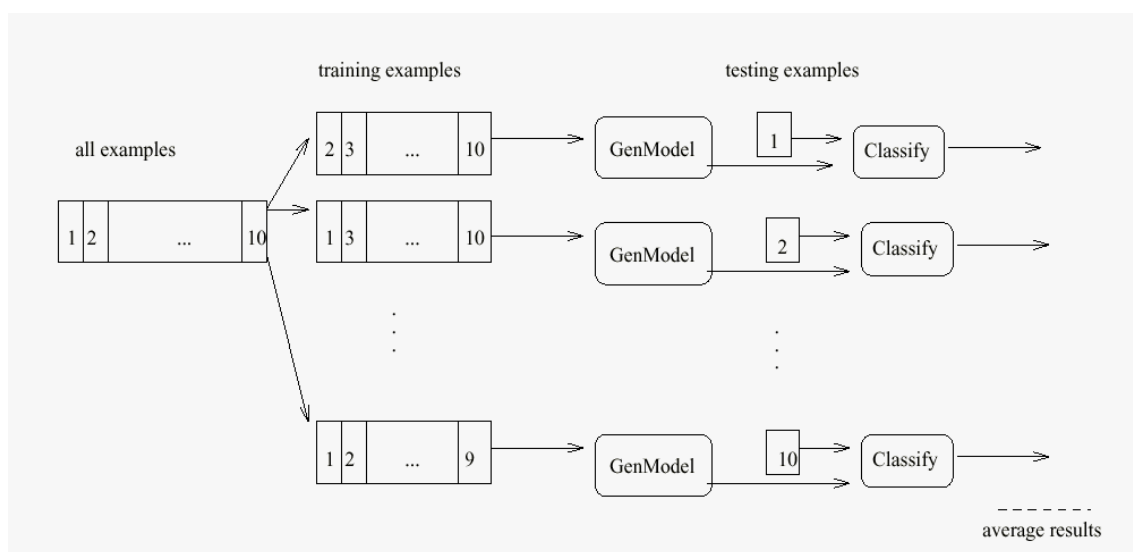 training examples
testing examples
all examples
2 3 ... 10
GenModel
1
Classify
1 2 ... 10
1 3 ... 10
GenModel
2
Classify
.
.
.
.
.
.
1 2 ... 9
GenModel
10
Classify
average results